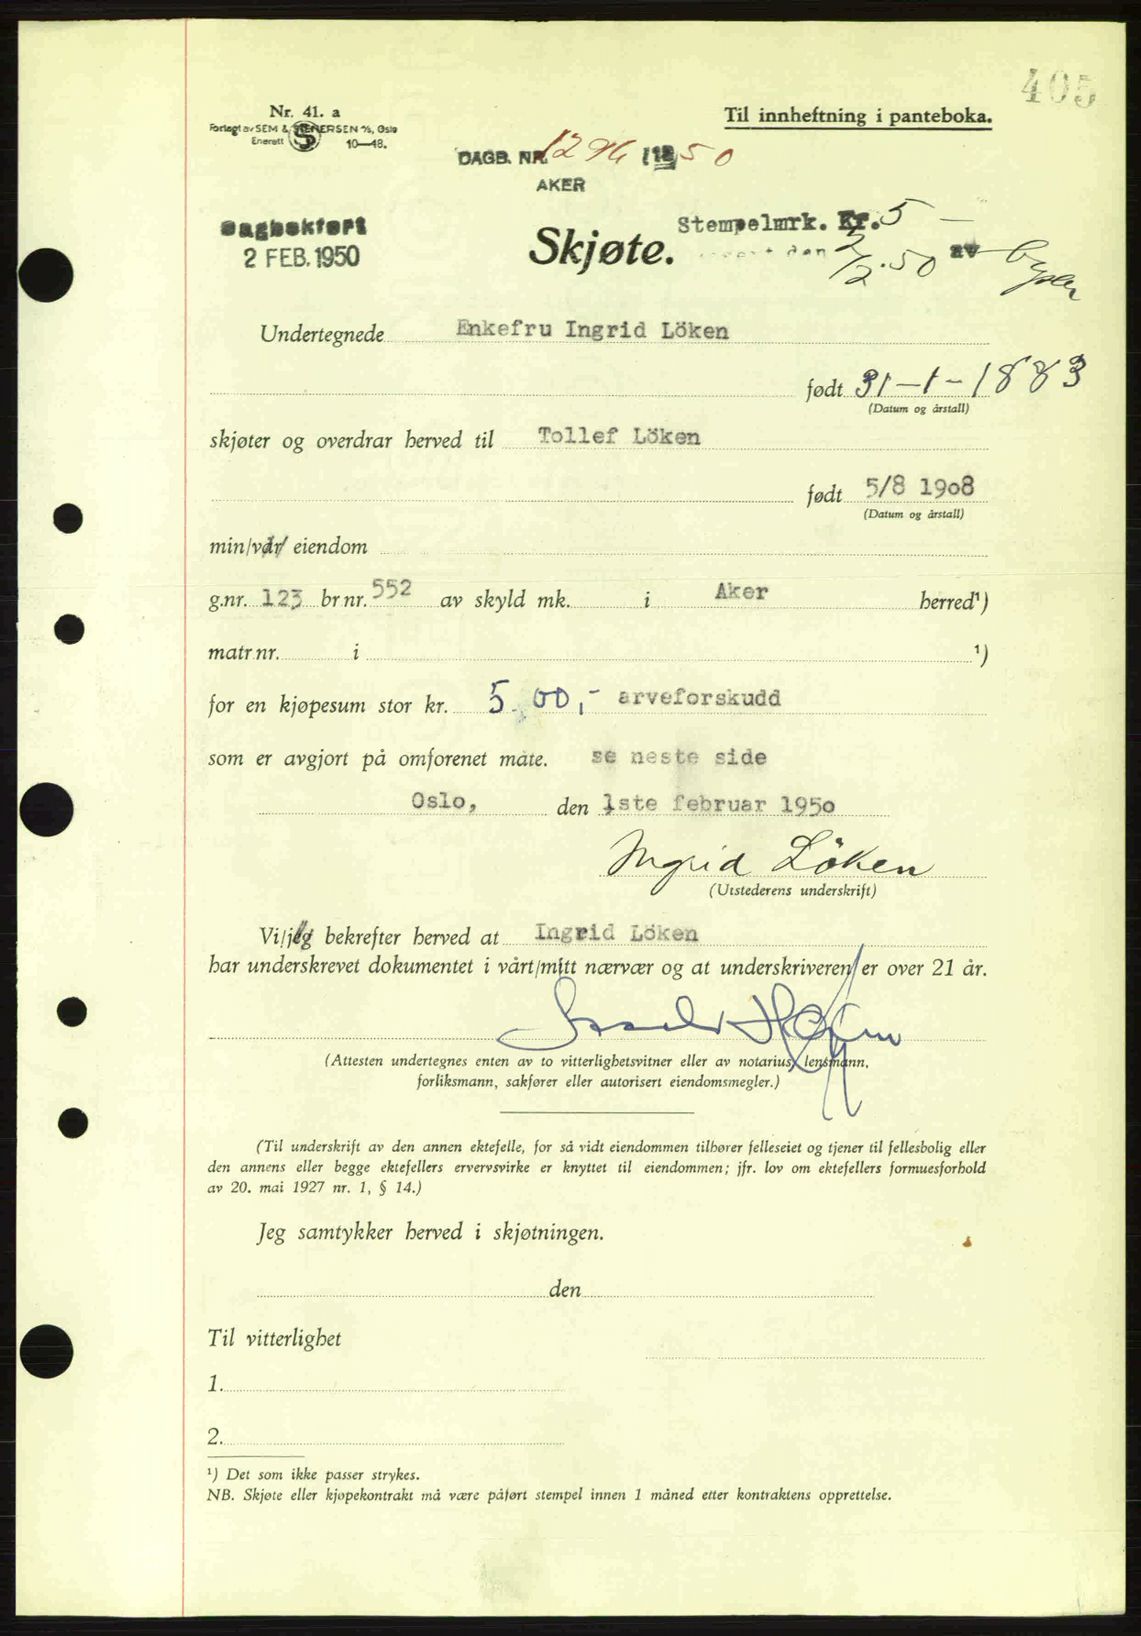 405
Nr. 41. a
Forlagt av SEM & STENERSEN A/S, Oslo
Enerett 10—48.
Til innheftning i panteboka.
DAGB. NR. 1296 /1950
AKER
Dagbokført
2 FEB. 1950
Stempelmrk. Kr. 5 —
den 2/2.50 av
Skjøte.
Undertegnede Enkefru Ingrid Löken
født 31—1—1883
(Datum og årstall)
skjøter og overdrar herved til Tollef Löken
født 5/8 1908
(Datum og årstall)
min/vår eiendom
g.nr. 123 br.nr. 552 av skyld mk. i Aker herred¹)
matr.nr. i ¹)
for en kjøpesum stor kr. 5.00,- arveforskudd
som er avgjort på omforenet måte. se neste side
Oslo, den 1ste februar 1950
Ingrid Löken
(Utstederens underskrift)
Vi/jeg bekrefter herved at Ingrid Löken
har underskrevet dokumentet i vårt/mitt nærvær og at underskriveren er over 21 år.
(Attesten undertegnes enten av to vitterlighetsvitner eller av notarius, lensmann,
forliksmann, sakfører eller autorisert eiendomsmegler.)
(Til underskrift av den annen ektefelle, for så vidt eiendommen tilhører felleseiet og tjener til fellesbolig eller
den annens eller begge ektefellers ervervsvirke er knyttet til eiendommen; jfr. lov om ektefellers formuesforhold
av 20. mai 1927 nr. 1, § 14.)
Jeg samtykker herved i skjøtningen.
den
Til vitterlighet
1.
2.
¹) Det som ikke passer strykes.
NB. Skjøte eller kjøpekontrakt må være påført stempel innen 1 måned etter kontraktens opprettelse.